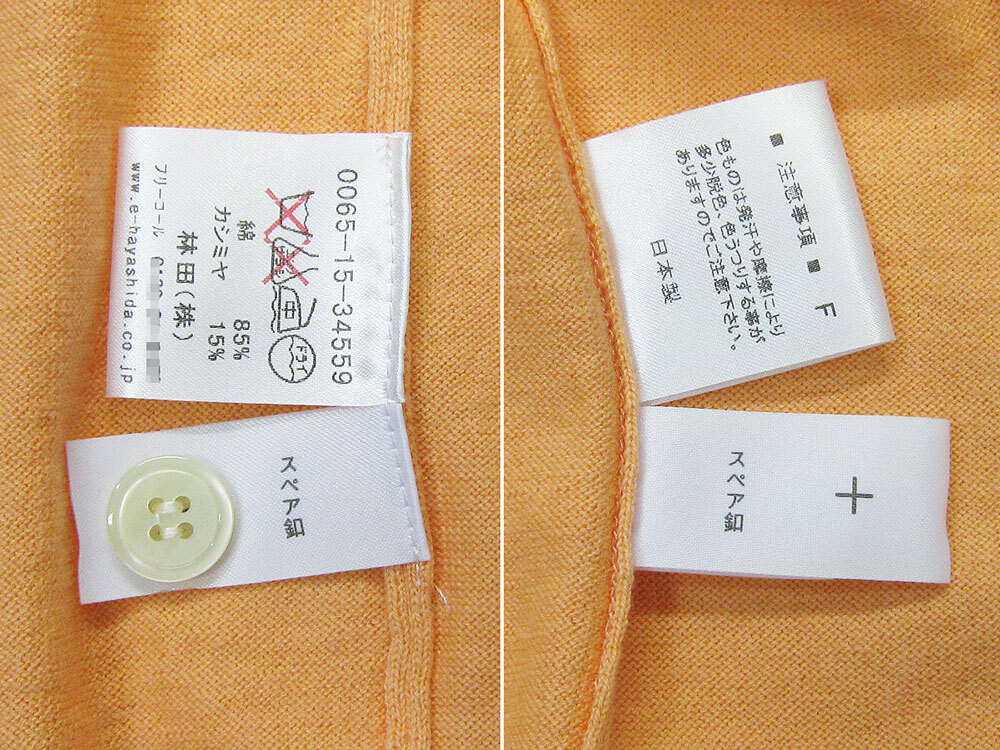 0065-15-34559
ドライ
綿 85%
カシミヤ 15%
林田(株)
フリーコール
www.e-hayashida.co.jp
スペア釦
■ 注意事項 ■ F
色ものは発汗や摩擦により
多少脱色、色うつりする事が
ありますのでご注意下さい。
日本製
スペア釦